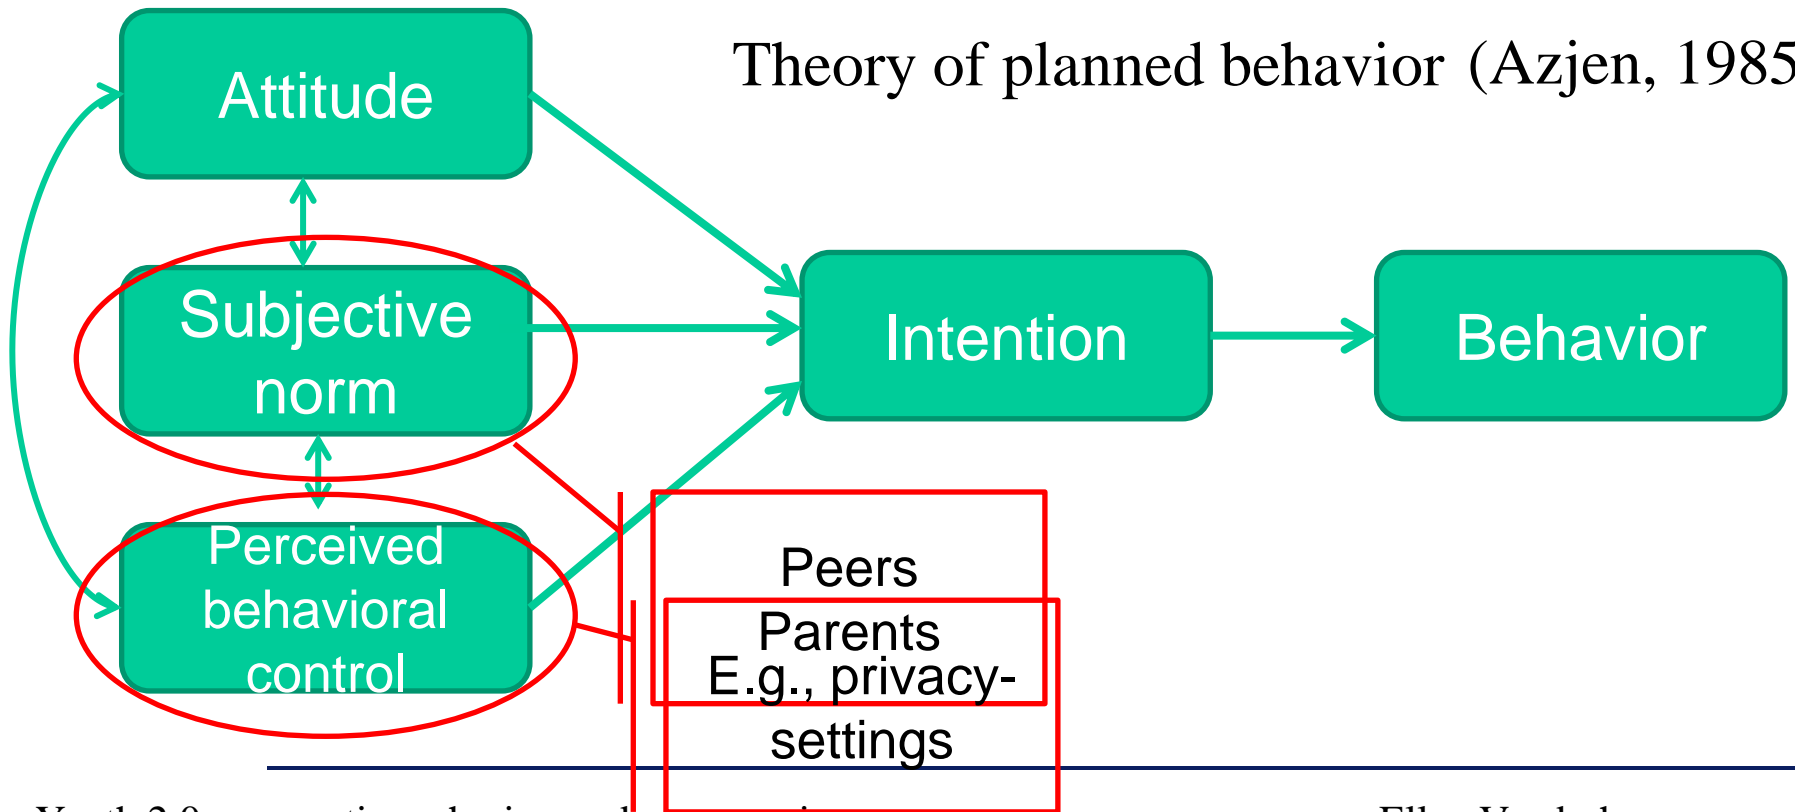 Theory of planned behavior (Azjen, 1985
Attitude
Subjective
norm
Intention
Behavior
Perceived
behavioral
control
Peers
Parents
E.g., privacy-
settings